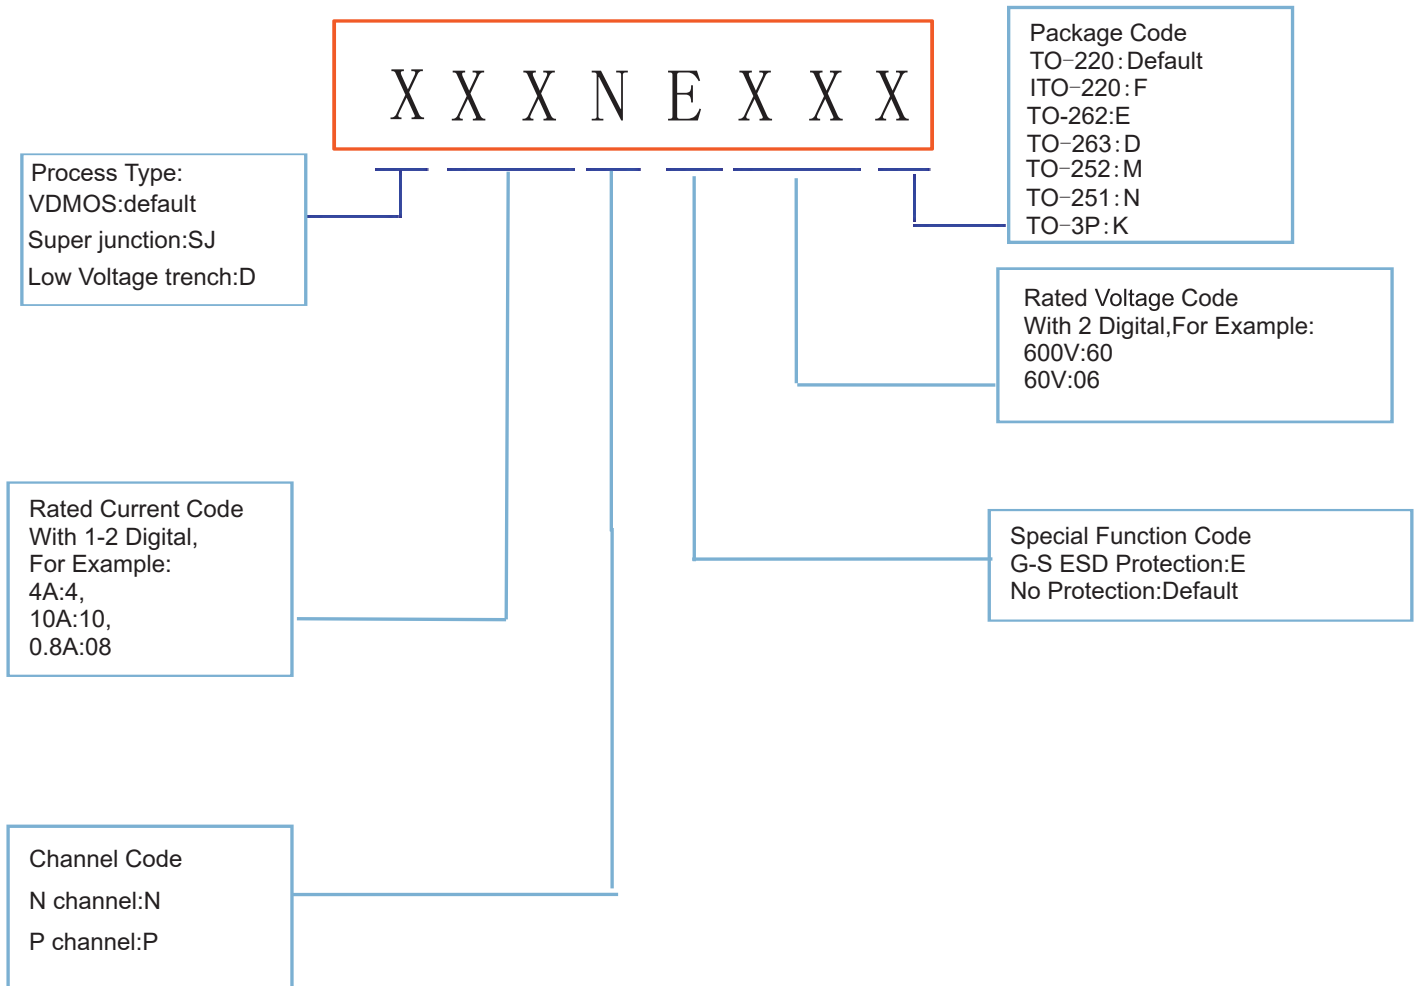 X X X N E X X X
Package Code
TO-220:Default
ITO-220:F
TO-262:E
TO-263:D
TO-252:M
TO-251:N
TO-3P:K
Process Type:
VDMOS:default
Super junction:SJ
Low Voltage trench:D
Rated Voltage Code
With 2 Digital,For Example:
600V:60
60V:06
Rated Current Code
With 1-2 Digital,
For Example:
4A:4,
10A:10,
0.8A:08
Special Function Code
G-S ESD Protection:E
No Protection:Default
Channel Code
N channel:N
P channel:P